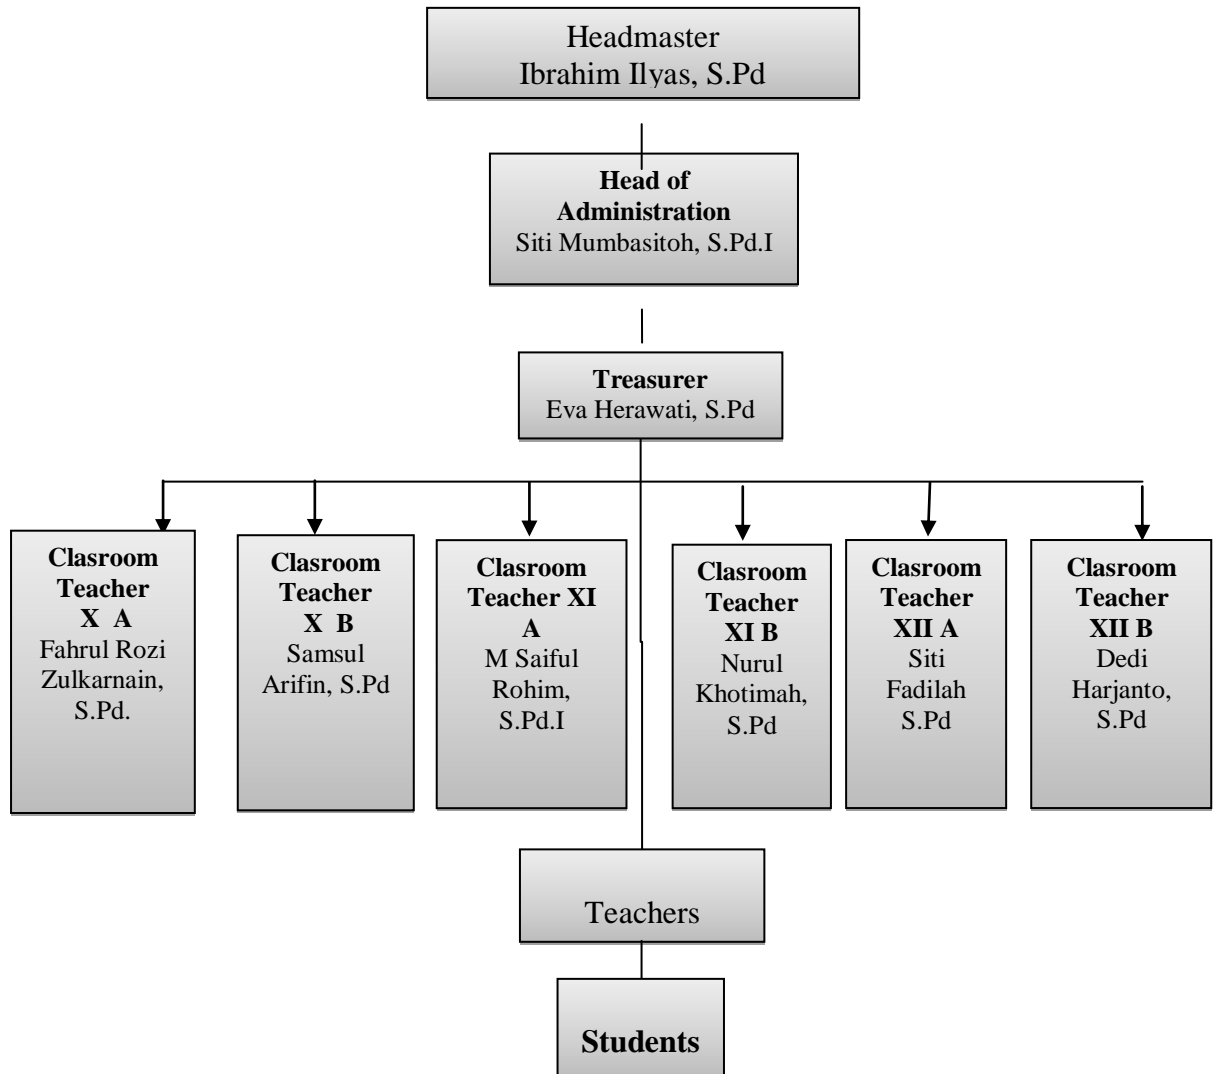 Headmaster
Ibrahim Ilyas, S.Pd
Head of
Administration
Siti Mumbasitoh, S.Pd.I
Treasurer
Eva Herawati, S.Pd
Clasroom
Teacher
X A
Fahrul Rozi
Zulkarnain,
S.Pd.
Clasroom
Teacher
X B
Samsul
Arifin, S.Pd
Clasroom
Teacher XI
A
M Saiful
Rohim,
S.Pd.I
Clasroom
Teacher
XI B
Nurul
Khotimah,
S.Pd
Clasroom
Teacher
XII A
Siti
Fadilah
S.Pd
Clasroom
Teacher
XII B
Dedi
Harjanto,
S.Pd
Teachers
Students